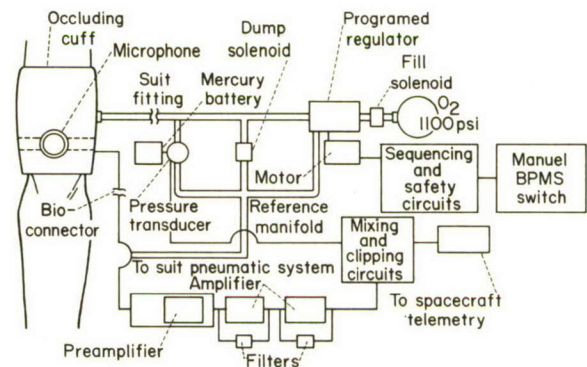 Occluding
cuff
Microphone
Suit
fitting
Mercury
battery
Dump
solenoid
Programed
regulator
Fill
solenoid
O2
1100 psi
Motor
Sequencing
and
safety
circuits
Manuel
BPMS
switch
Bio-
connector
Pressure
transducer
Reference
manifold
Mixing
and
clipping
circuits
To suit pneumatic system
Amplifier
To spacecraft
telemetry
Preamplifier
Filters